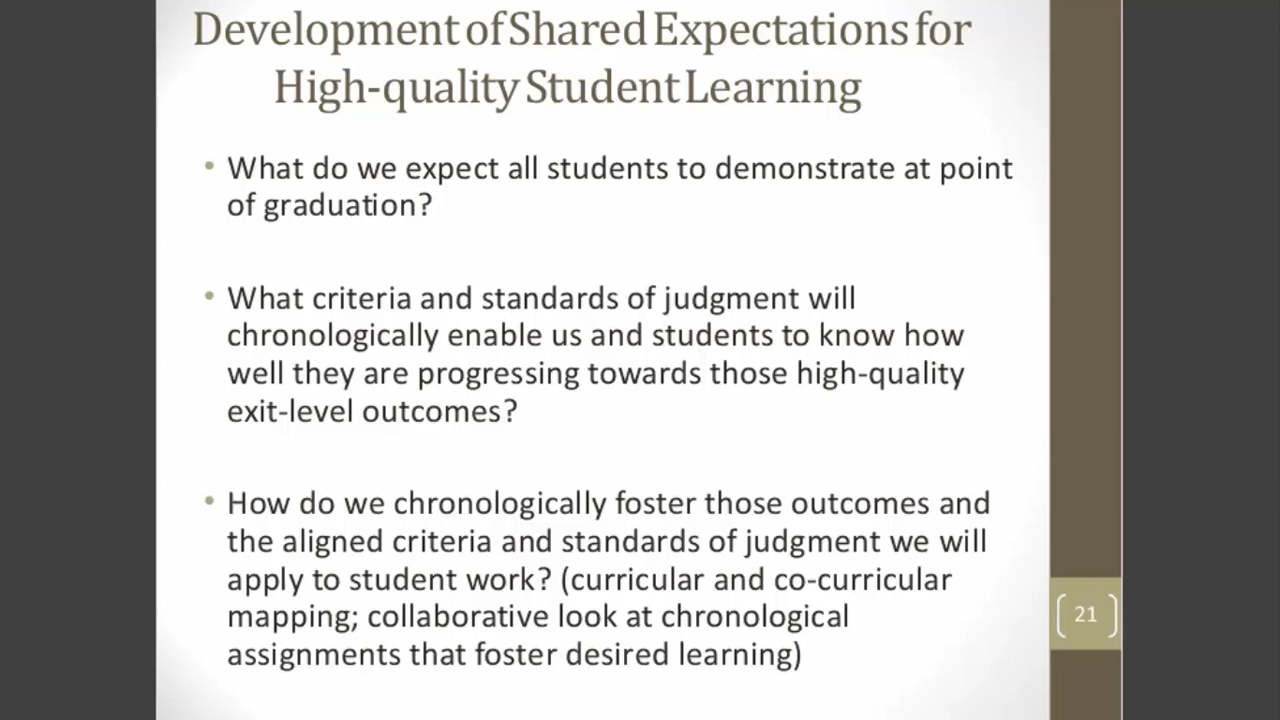 Development of Shared Expectations for
High-quality Student Learning
• What do we expect all students to demonstrate at point
of graduation?
• What criteria and standards of judgment will
chronologically enable us and students to know how
well they are progressing towards those high-quality
exit-level outcomes?
• How do we chronologically foster those outcomes and
the aligned criteria and standards of judgment we will
apply to student work? (curricular and co-curricular
mapping; collaborative look at chronological
assignments that foster desired learning)
21